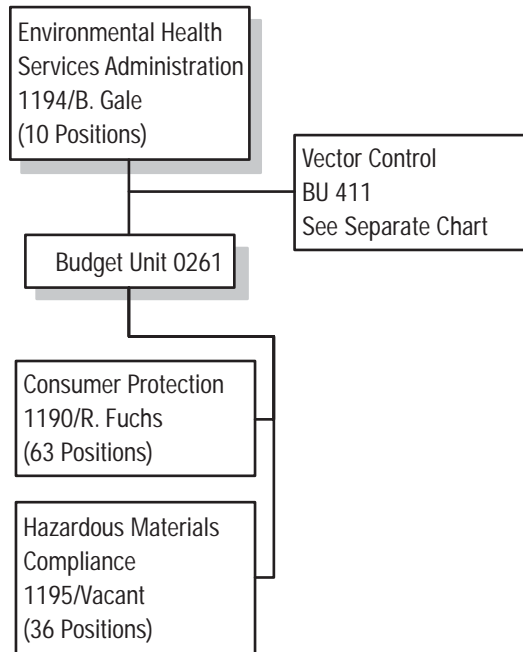 Environmental Health
Services Administration
1194/B. Gale
(10 Positions)
Vector Control
BU 411
See Separate Chart
Budget Unit 0261
Consumer Protection
1190/R. Fuchs
(63 Positions)
Hazardous Materials
Compliance
1195/Vacant
(36 Positions)